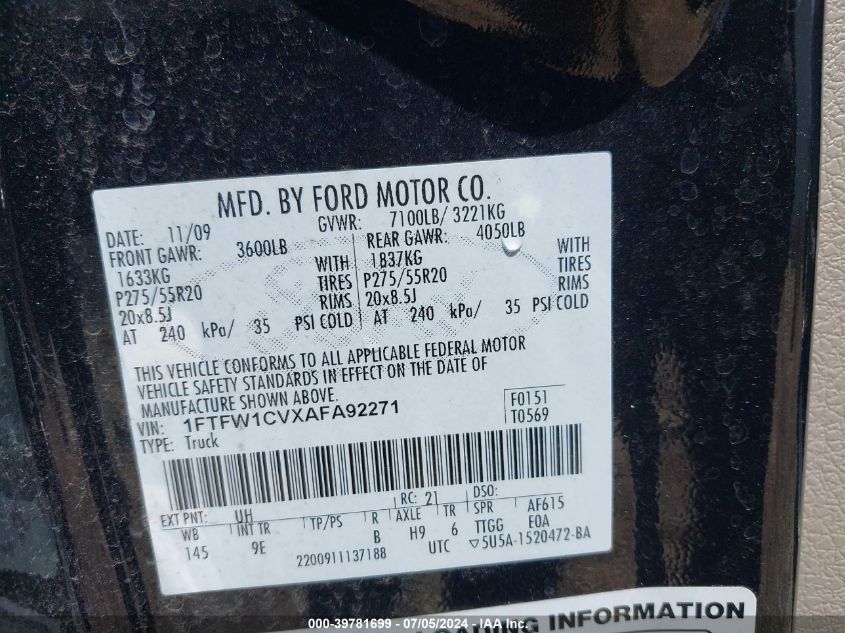 MFD. BY FORD MOTOR CO.
DATE: 11/09 GVWR: 7100LB/ 3221KG
FRONT GAWR: 3600LB REAR GAWR: 4050LB
1633KG WITH 1837KG WITH
P275/55R20 TIRES P275/55R20 TIRES
20x8.5J RIMS 20x8.5J RIMS
AT 240 kPa/ 35 PSI COLD AT 240 kPa/ 35 PSI COLD
THIS VEHICLE CONFORMS TO ALL APPLICABLE FEDERAL MOTOR
VEHICLE SAFETY STANDARDS IN EFFECT ON THE DATE OF
MANUFACTURE SHOWN ABOVE.
VIN: 1FTFW1CVXAFA92271 F0151
TYPE: Truck T0569
EXT PNT: UH RC: 21 DSO:
WB INT TR TP/PS R AXLE TR SPR AF615
145 9E B H9 6 TTGG E0A
2200911137188 UTC ▽5U5A-1520472-BA
LOADING INFORMATION
000-39781699 - 07/05/2024 - IAA Inc.